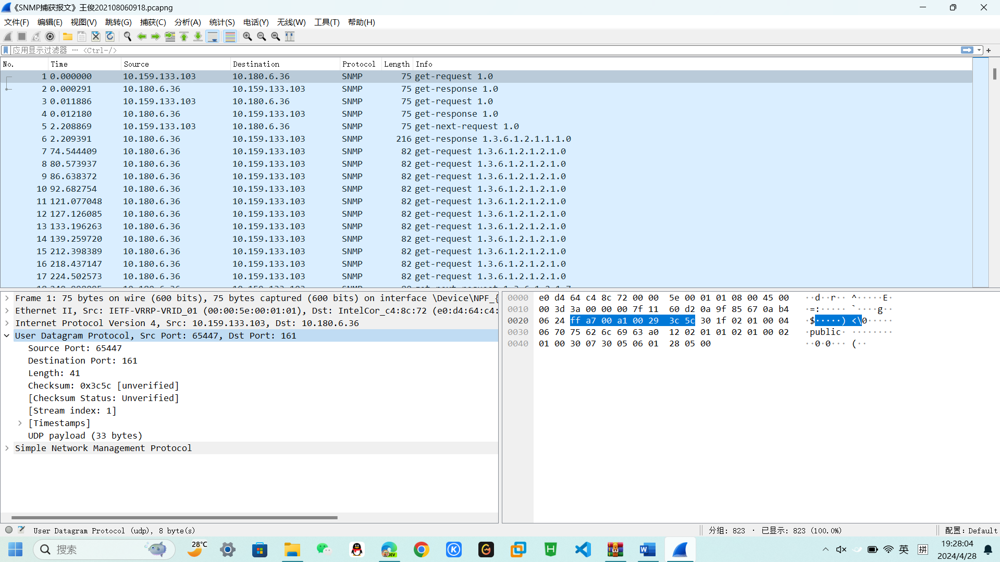 《SNMP捕获报文》王俊202108060918.pcapng
文件(F) 编辑(E) 视图(V) 跳转(G) 捕获(C) 分析(A) 统计(S) 电话(Y) 无线(W) 工具(T) 帮助(H)
应用显示过滤器 … <Ctrl-/>
No. Time Source Destination Protocol Length Info
1 0.000000 10.159.133.103 10.180.6.36 SNMP 75 get-request 1.0
2 0.000291 10.180.6.36 10.159.133.103 SNMP 75 get-response 1.0
3 0.011886 10.159.133.103 10.180.6.36 SNMP 75 get-request 1.0
4 0.012180 10.180.6.36 10.159.133.103 SNMP 75 get-response 1.0
5 2.208869 10.159.133.103 10.180.6.36 SNMP 75 get-next-request 1.0
6 2.209391 10.180.6.36 10.159.133.103 SNMP 216 get-response 1.3.6.1.2.1.1.1.0
7 74.544409 10.180.6.36 10.159.133.103 SNMP 82 get-request 1.3.6.1.2.1.2.1.0
8 80.573937 10.180.6.36 10.159.133.103 SNMP 82 get-request 1.3.6.1.2.1.2.1.0
9 86.638372 10.180.6.36 10.159.133.103 SNMP 82 get-request 1.3.6.1.2.1.2.1.0
10 92.682754 10.180.6.36 10.159.133.103 SNMP 82 get-request 1.3.6.1.2.1.2.1.0
11 121.077048 10.180.6.36 10.159.133.103 SNMP 82 get-request 1.3.6.1.2.1.2.1.0
12 127.126085 10.180.6.36 10.159.133.103 SNMP 82 get-request 1.3.6.1.2.1.2.1.0
13 133.196263 10.180.6.36 10.159.133.103 SNMP 82 get-request 1.3.6.1.2.1.2.1.0
14 139.259720 10.180.6.36 10.159.133.103 SNMP 82 get-request 1.3.6.1.2.1.2.1.0
15 212.398389 10.180.6.36 10.159.133.103 SNMP 82 get-request 1.3.6.1.2.1.2.1.0
16 218.437147 10.180.6.36 10.159.133.103 SNMP 82 get-request 1.3.6.1.2.1.2.1.0
17 224.502573 10.180.6.36 10.159.133.103 SNMP 82 get-request 1.3.6.1.2.1.2.1.0
Frame 1: 75 bytes on wire (600 bits), 75 bytes captured (600 bits) on interface \Device\NPF_{
Ethernet II, Src: IETF-VRRP-VRID_01 (00:00:5e:00:01:01), Dst: IntelCor_c4:8c:72 (e0:d4:64:c4:
Internet Protocol Version 4, Src: 10.159.133.103, Dst: 10.180.6.36
User Datagram Protocol, Src Port: 65447, Dst Port: 161
Source Port: 65447
Destination Port: 161
Length: 41
Checksum: 0x3c5c [unverified]
[Checksum Status: Unverified]
[Stream index: 1]
[Timestamps]
UDP payload (33 bytes)
Simple Network Management Protocol
0000 e0 d4 64 c4 8c 72 00 00 5e 00 01 01 08 00 45 00 ··d··r·· ^·····E·
0010 00 3d 3a 00 00 00 7f 11 60 d2 0a 9f 85 67 0a b4 ·=:····· `····g··
0020 06 24 ff a7 00 a1 00 29 3c 5c 30 1f 02 01 00 04 ·$·····) <\0·····
0030 06 70 75 62 6c 69 63 a0 12 02 01 01 02 01 00 02 ·public· ········
0040 01 00 30 07 30 05 06 01 28 05 00 ··0·0··· (··
User Datagram Protocol (udp), 8 byte(s)
分组: 823 · 已显示: 823 (100.0%)
配置: Default
搜索
28°C
DEV
英
拼
19:28:04
2024/4/28